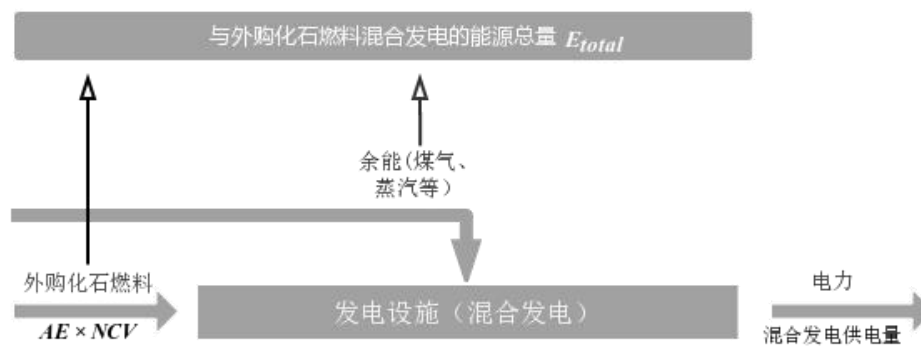 与外购化石燃料混合发电的能源总量 E_total
余能(煤气、
蒸汽等）
外购化石燃料
AE × NCV
发电设施（混合发电）
电力
混合发电供电量